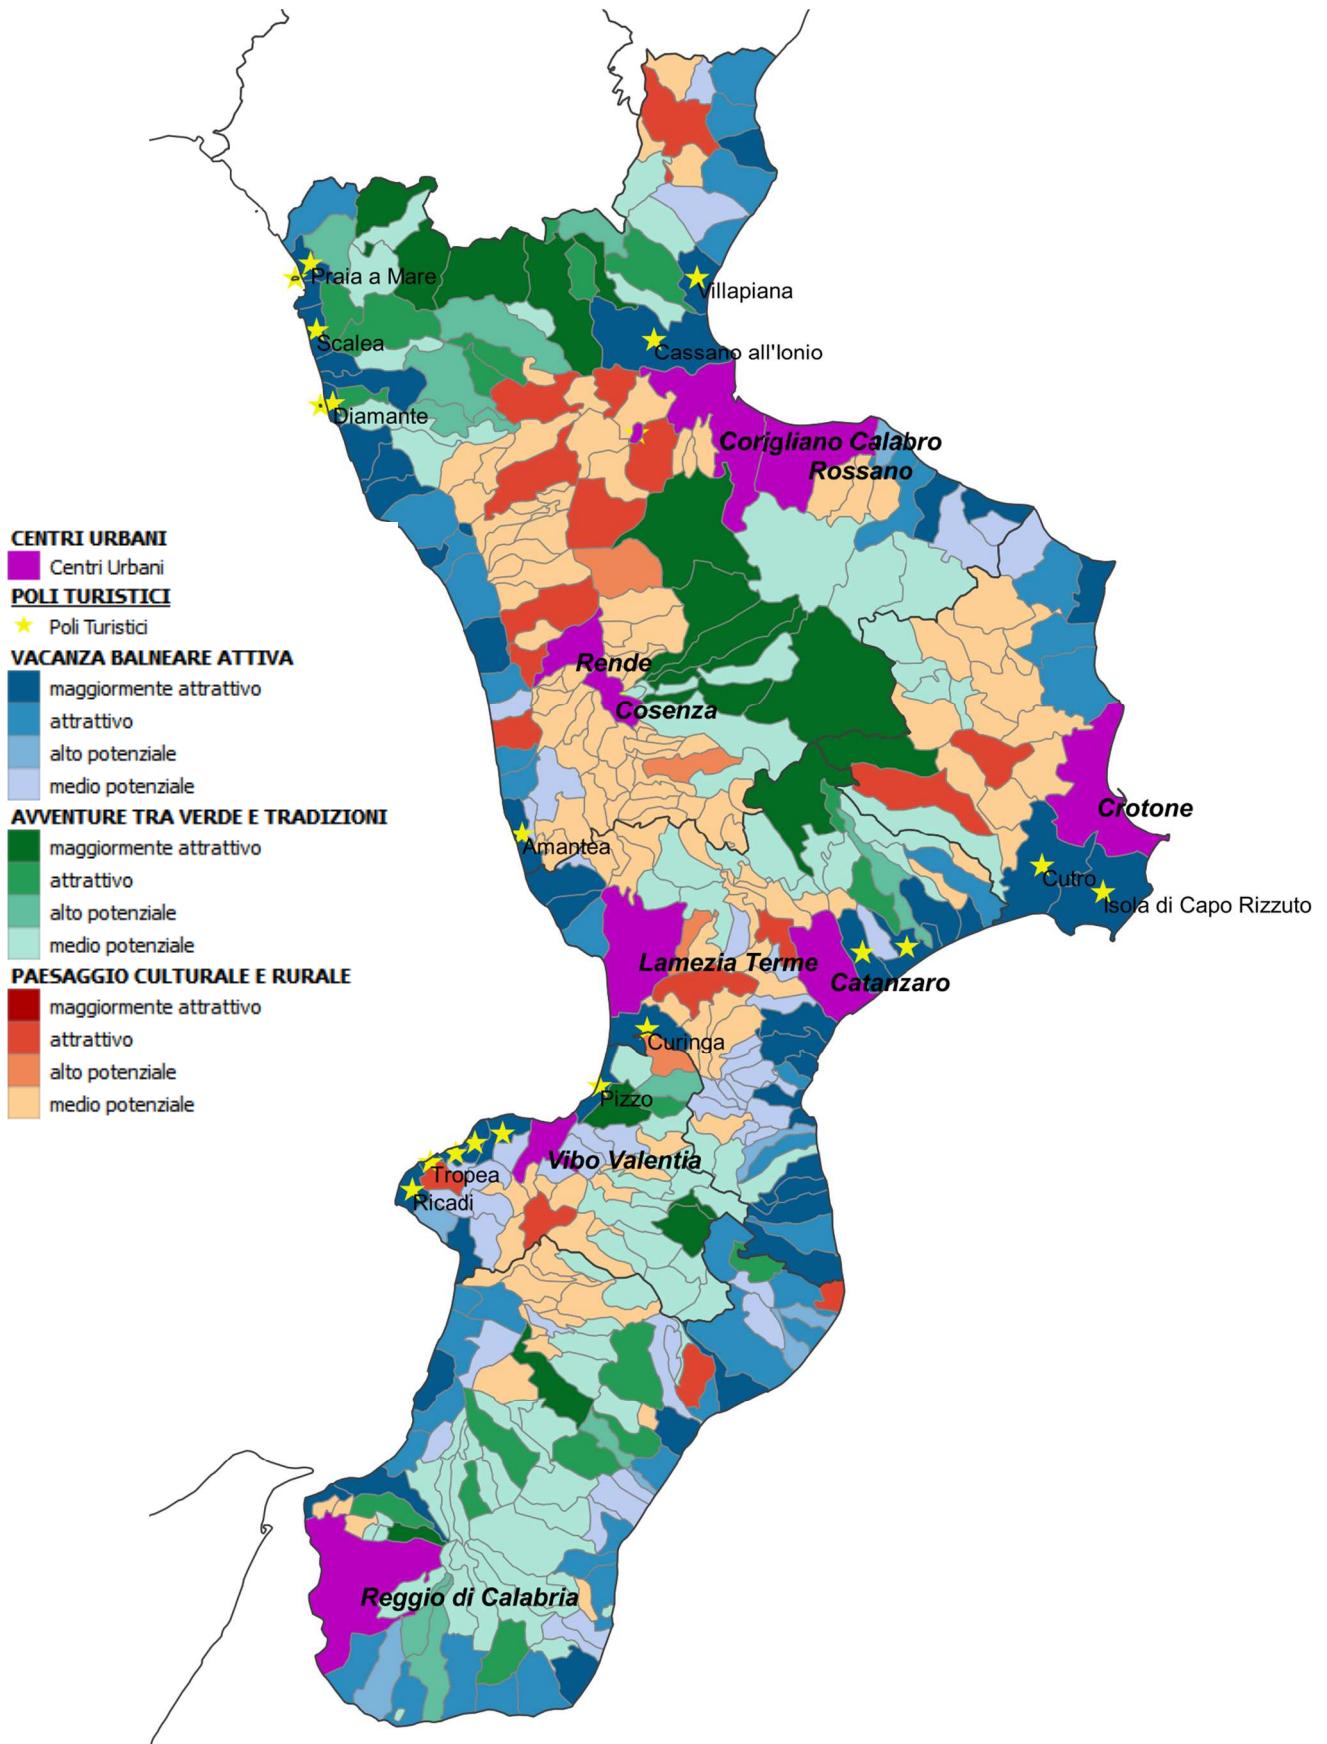 Praia a Mare
Villapiana
Scalea
Cassano all'Ionio
Diamante
Corigliano Calabro
Rossano
CENTRI URBANI
Centri Urbani
POLI TURISTICI
Poli Turistici
VACANZA BALNEARE ATTIVA
maggiormente attrattivo
attrattivo
alto potenziale
medio potenziale
AVVENTURE TRA VERDE E TRADIZIONI
maggiormente attrattivo
attrattivo
alto potenziale
medio potenziale
PAESAGGIO CULTURALE E RURALE
maggiormente attrattivo
attrattivo
alto potenziale
medio potenziale
Rende
Cosenza
Crotone
Amantea
Cutro
Isola di Capo Rizzuto
Lamezia Terme
Catanzaro
Curinga
Pizzo
Vibo Valentia
Tropea
Ricadi
Reggio di Calabria